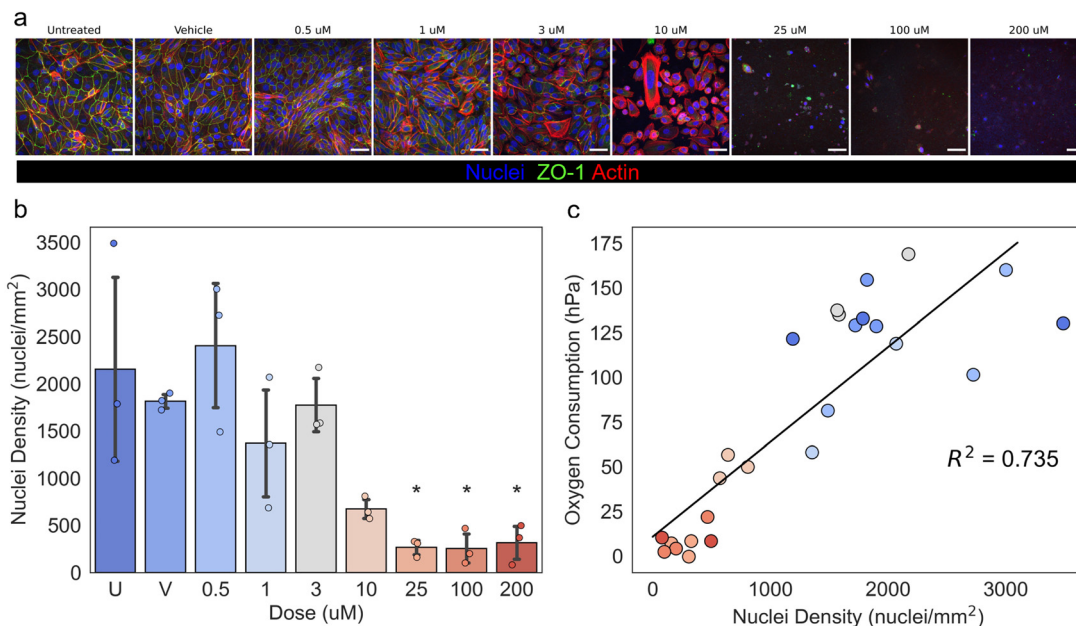 a
Untreated Vehicle 0.5 uM 1 uM 3 uM 10 uM 25 uM 100 uM 200 uM
Nuclei ZO-1 Actin
b
Nuclei Density (nuclei/mm²)
3500
3000
2500
2000
1500
1000
500
0
* * *
U V 0.5 1 3 10 25 100 200
Dose (uM)
c
Oxygen Consumption (hPa)
175
150
125
100
75
50
25
0
R² = 0.735
0 1000 2000 3000
Nuclei Density (nuclei/mm²)